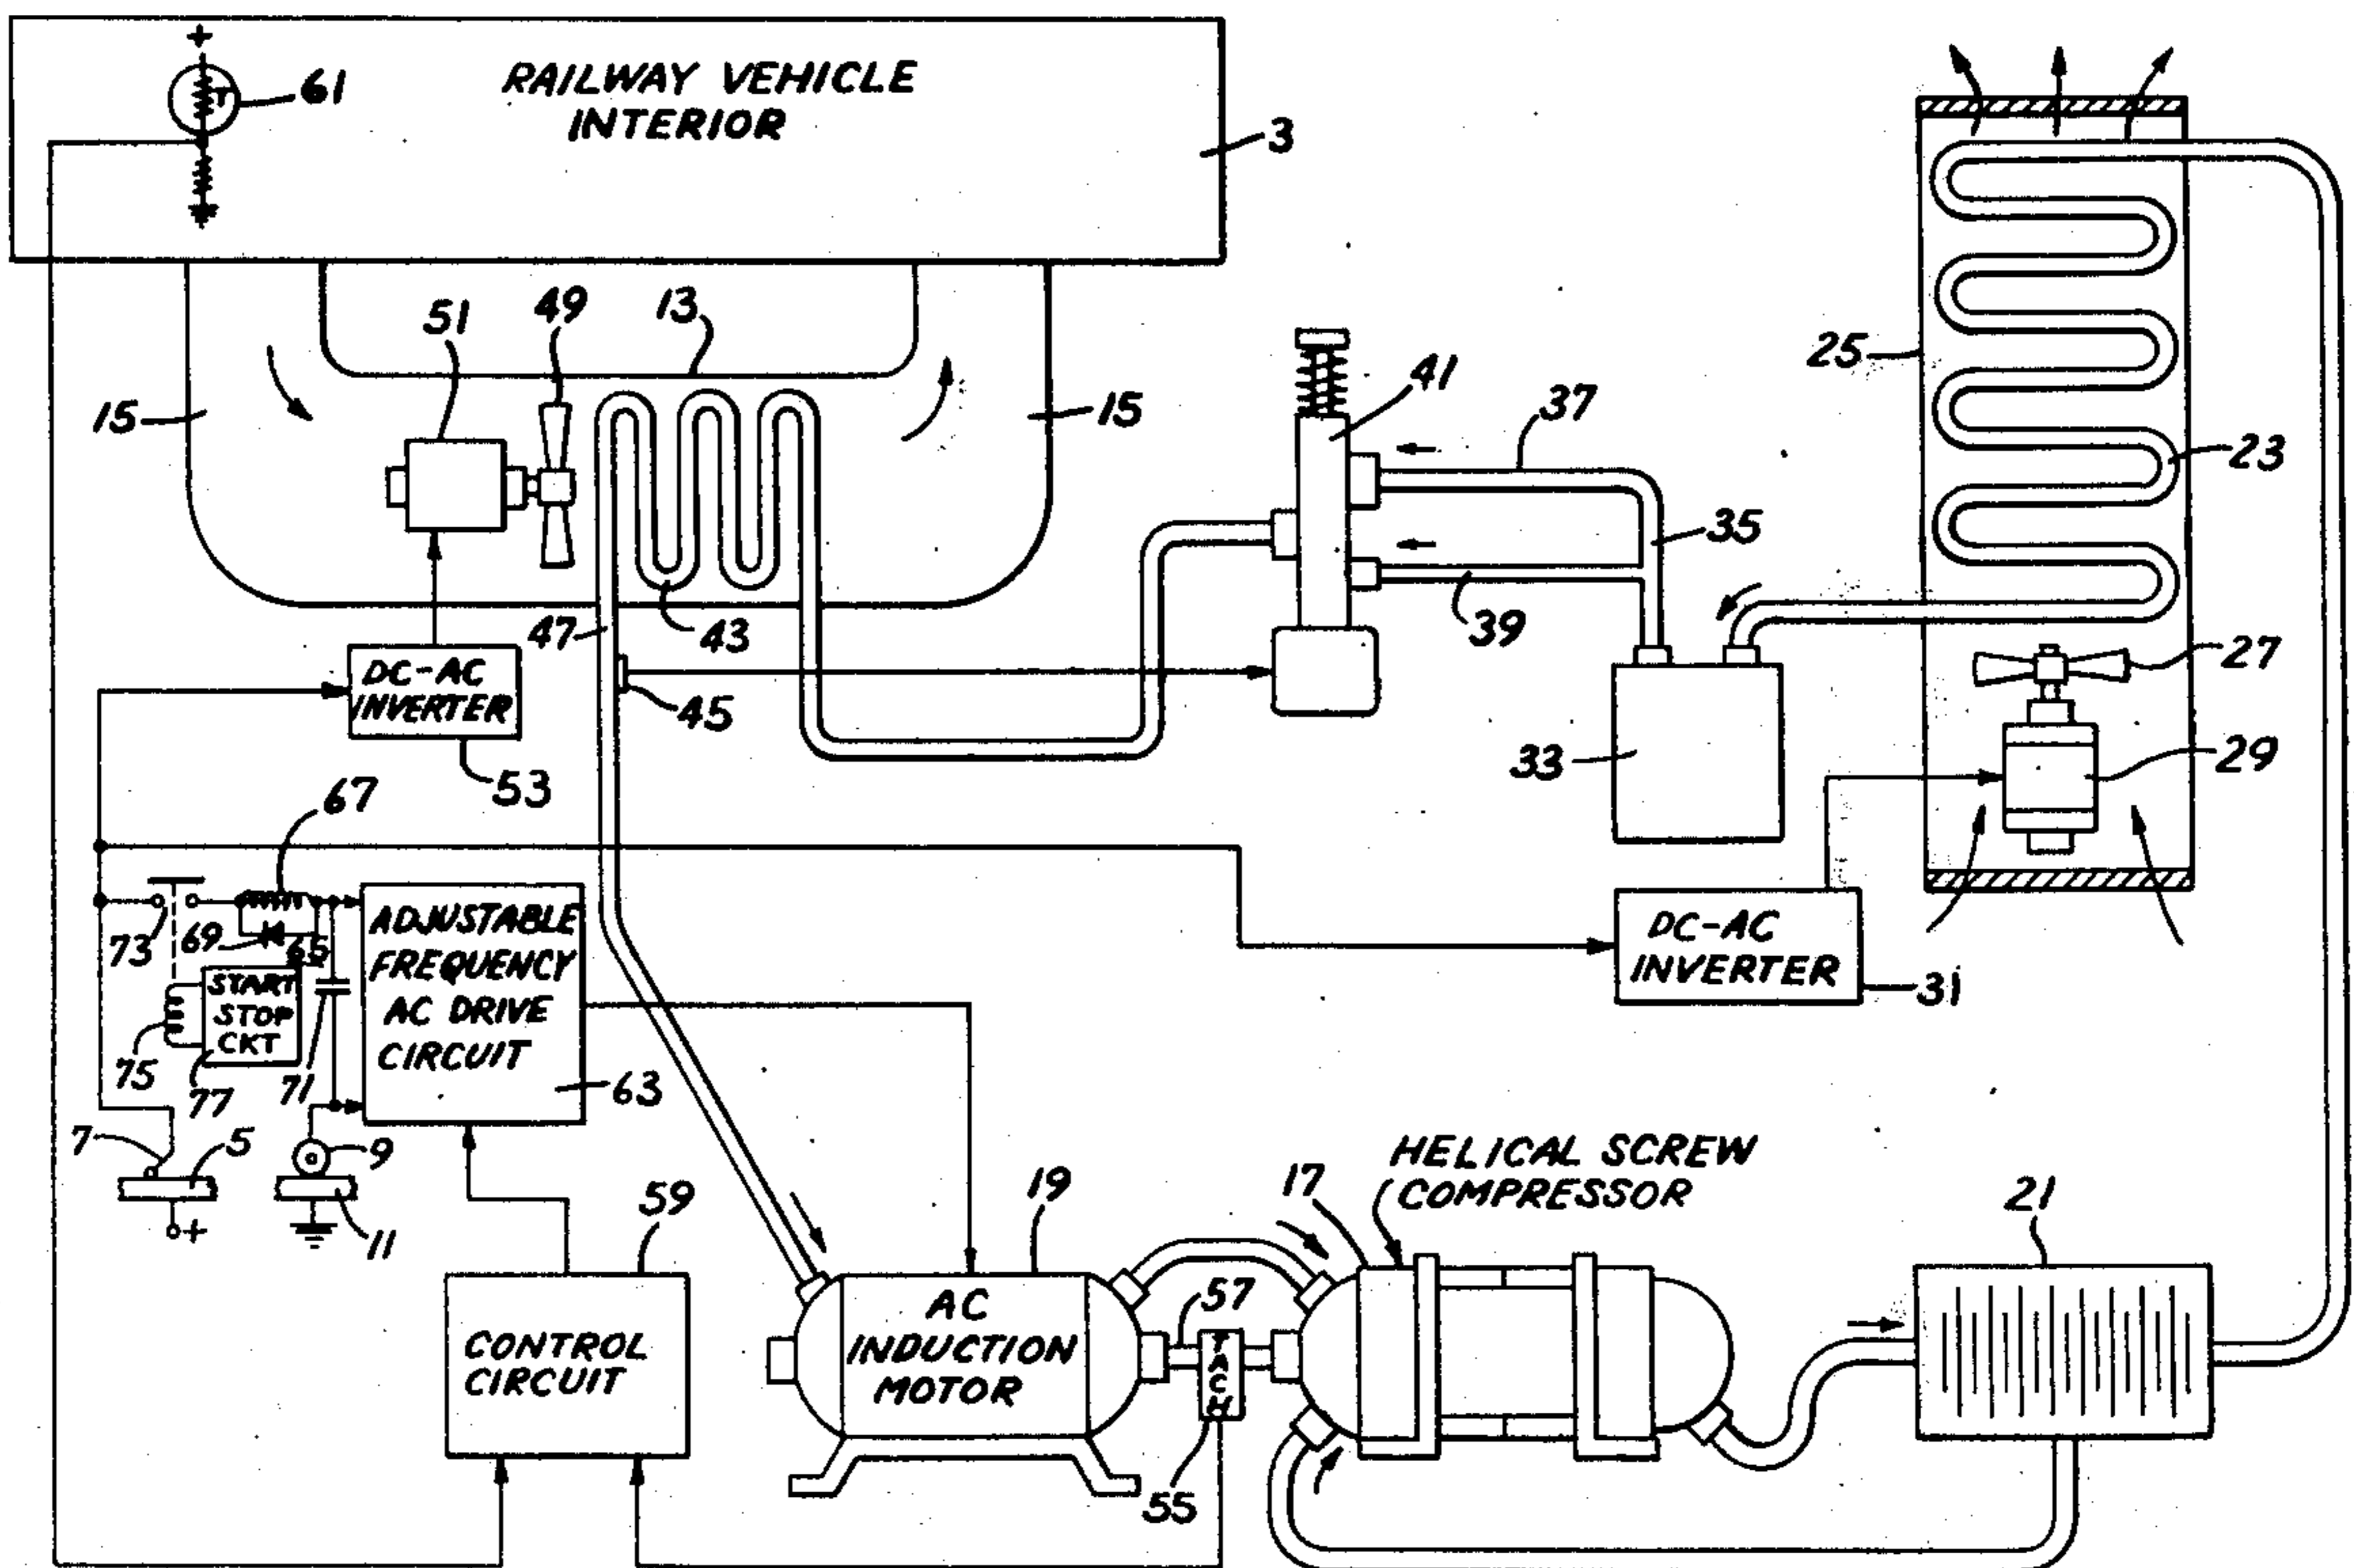 +
61
RAILWAY VEHICLE
INTERIOR
3
51
49
13
15
15
41
37
35
39
25
23
27
29
47
43
45
33
DC-AC
INVERTER
53
67
73
69
65
START
STOP
CKT
75
77
71
ADJUSTABLE
FREQUENCY
AC DRIVE
CIRCUIT
63
DC-AC
INVERTER
31
7
5
+
9
11
59
CONTROL
CIRCUIT
19
AC
INDUCTION
MOTOR
57
TACH
55
17
HELICAL SCREW
COMPRESSOR
21